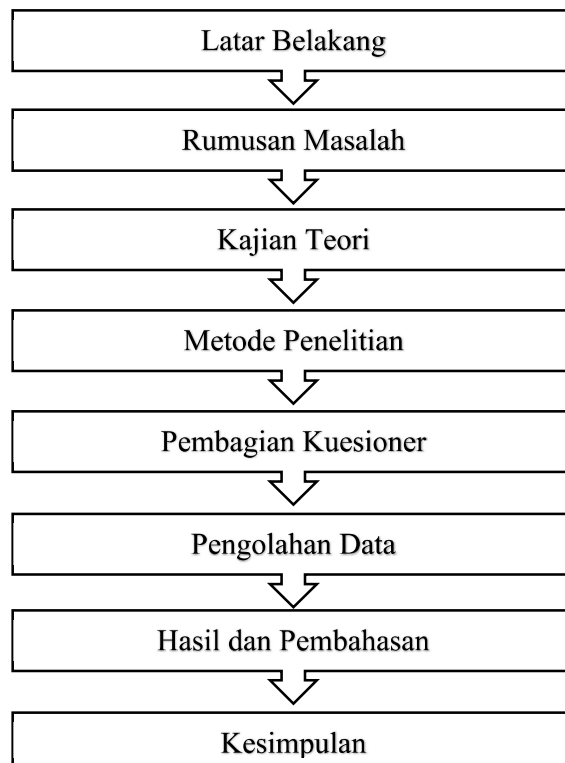 Latar Belakang
Rumusan Masalah
Kajian Teori
Metode Penelitian
Pembagian Kuesioner
Pengolahan Data
Hasil dan Pembahasan
Kesimpulan